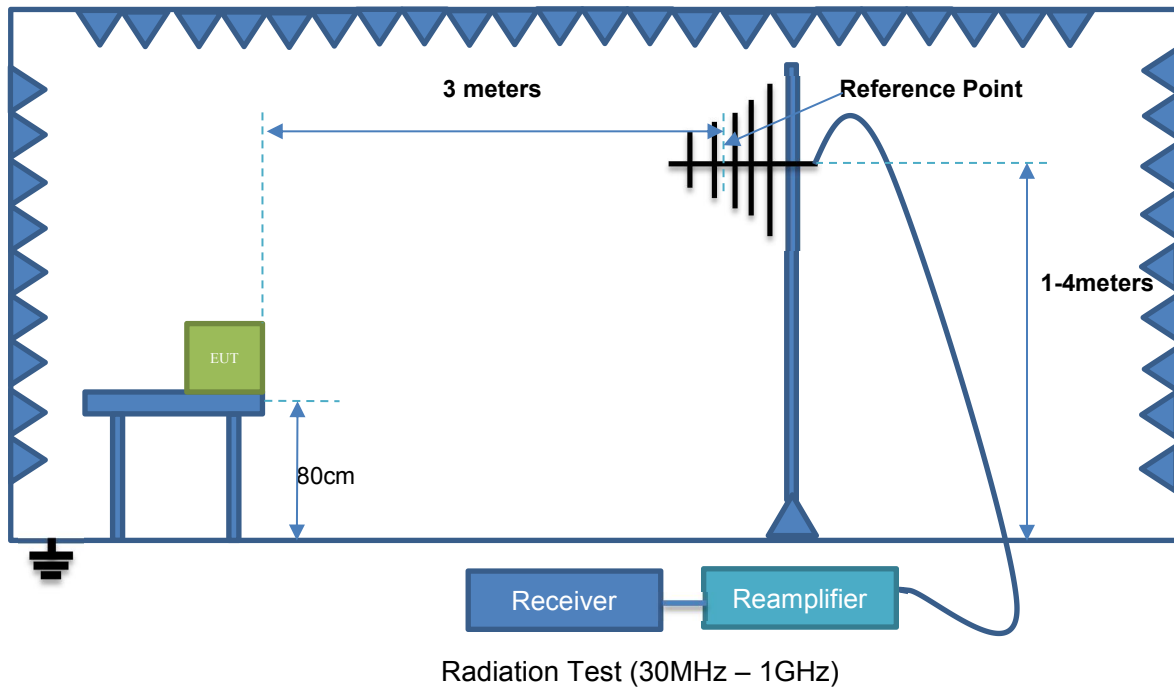 3 meters
Reference Point
1-4meters
EUT
80cm
Receiver
Reamplifier
Radiation Test (30MHz – 1GHz)